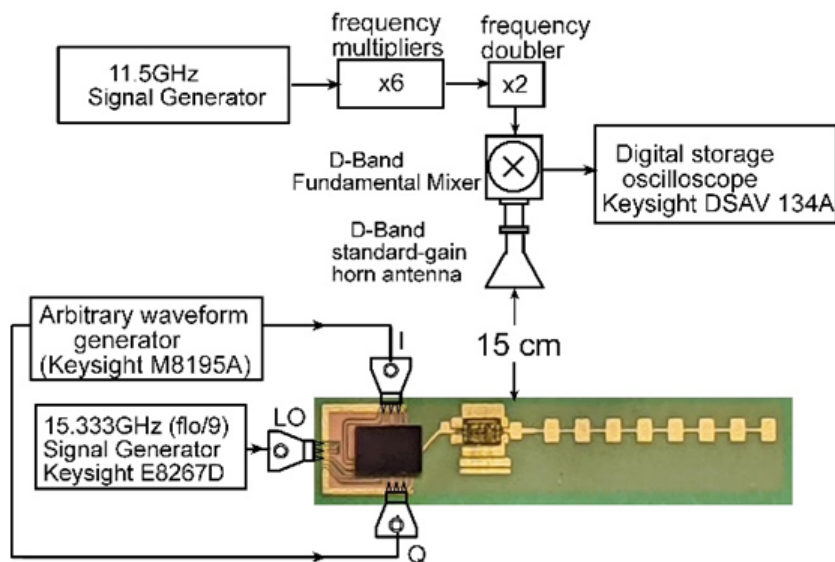 11.5GHz
Signal Generator
frequency
multipliers
x6
frequency
doubler
x2
D-Band
Fundamental Mixer
Digital storage
oscilloscope
Keysight DSAV 134A
D-Band
standard-gain
horn antenna
15 cm
Arbitrary waveform
generator
(Keysight M8195A)
I
LO
15.333GHz (flo/9)
Signal Generator
Keysight E8267D
Q